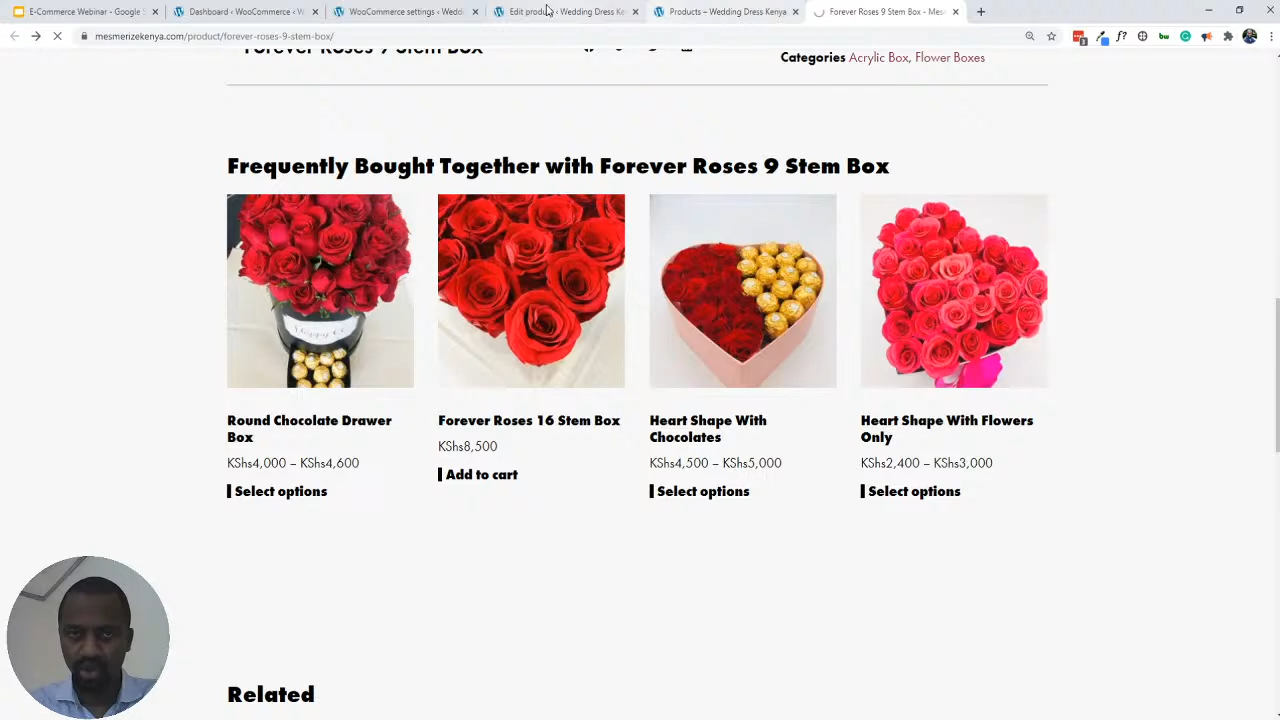 E-Commerce Webinar - Google S
Dashboard ‹ WooCommerce ‹ W
WooCommerce settings ‹ Weddi
Edit product ‹ Wedding Dress Ke
Products – Wedding Dress Kenya
Forever Roses 9 Stem Box - Mes
mesmerizekenya.com/product/forever-roses-9-stem-box/
Forever Roses 9 Stem Box
Categories Acrylic Box, Flower Boxes
Frequently Bought Together with Forever Roses 9 Stem Box
Round Chocolate Drawer
Box
KShs4,000 – KShs4,600
Select options
Forever Roses 16 Stem Box
KShs8,500
Add to cart
Heart Shape With
Chocolates
KShs4,500 – KShs5,000
Select options
Heart Shape With Flowers
Only
KShs2,400 – KShs3,000
Select options
Related